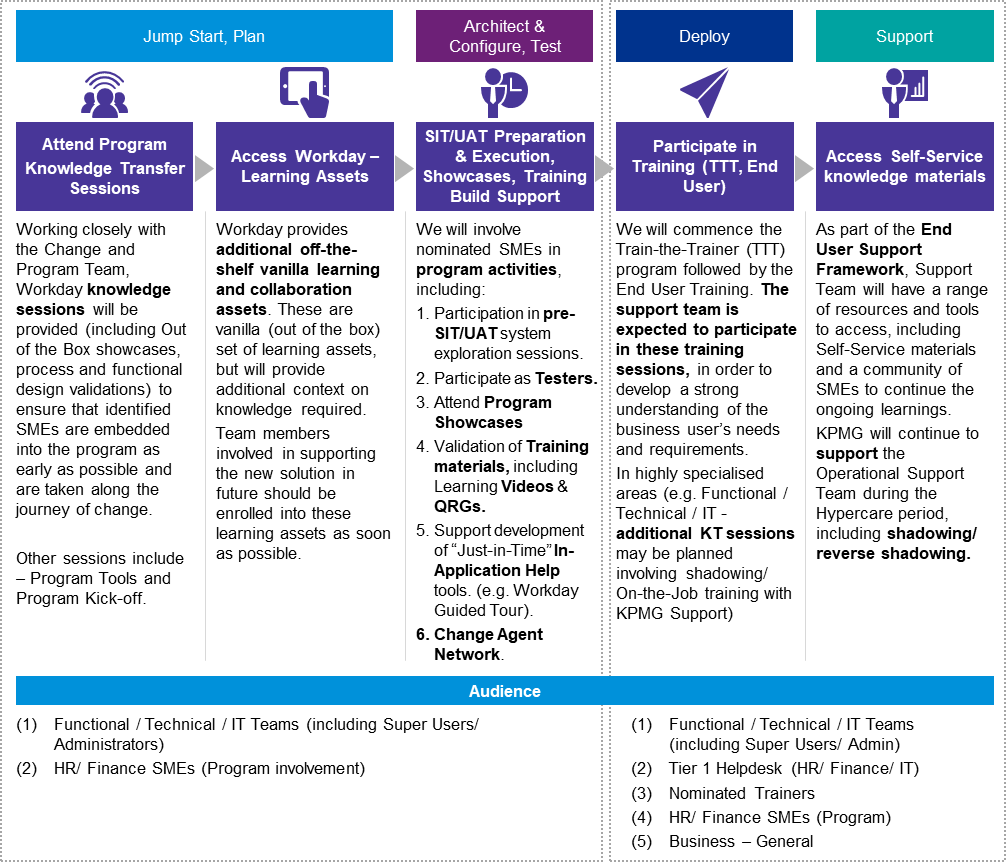 Jump Start, Plan
Architect &
Configure, Test
Deploy
Support
Attend Program
Knowledge Transfer
Sessions
Access Workday –
Learning Assets
SIT/UAT Preparation
& Execution,
Showcases, Training
Build Support
Participate in
Training (TTT, End
User)
Access Self-Service
knowledge materials
Working closely with
the Change and
Program Team,
Workday knowledge
sessions will be
provided (including Out
of the Box showcases,
process and functional
design validations) to
ensure that identified
SMEs are embedded
into the program as
early as possible and
are taken along the
journey of change.
Other sessions include
– Program Tools and
Program Kick-off.
Workday provides
additional off-the-
shelf vanilla learning
and collaboration
assets. These are
vanilla (out of the box)
set of learning assets,
but will provide
additional context on
knowledge required.
Team members
involved in supporting
the new solution in
future should be
enrolled into these
learning assets as soon
as possible.
We will involve
nominated SMEs in
program activities,
including:
1. Participation in pre-
SIT/UAT system
exploration sessions.
2. Participate as Testers.
3. Attend Program
Showcases
4. Validation of Training
materials, including
Learning Videos &
QRGs.
5. Support development
of “Just-in-Time” In-
Application Help
tools. (e.g. Workday
Guided Tour).
6. Change Agent
Network.
We will commence the
Train-the-Trainer (TTT)
program followed by the
End User Training. The
support team is
expected to participate
in these training
sessions, in order to
develop a strong
understanding of the
business user’s needs
and requirements.
In highly specialised
areas (e.g. Functional /
Technical / IT -
additional KT sessions
may be planned
involving shadowing/
On-the-Job training with
KPMG Support)
As part of the End
User Support
Framework, Support
Team will have a range
of resources and tools
to access, including
Self-Service materials
and a community of
SMEs to continue the
ongoing learnings.
KPMG will continue to
support the
Operational Support
Team during the
Hypercare period,
including shadowing/
reverse shadowing.
Audience
(1) Functional / Technical / IT Teams (including Super Users/
Administrators)
(2) HR/ Finance SMEs (Program involvement)
(1) Functional / Technical / IT Teams
(including Super Users/ Admin)
(2) Tier 1 Helpdesk (HR/ Finance/ IT)
(3) Nominated Trainers
(4) HR/ Finance SMEs (Program)
(5) Business – General